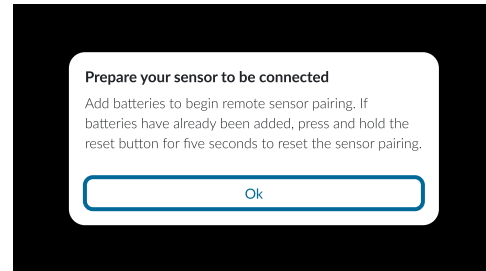 Prepare your sensor to be connected
Add batteries to begin remote sensor pairing. If
batteries have already been added, press and hold the
reset button for five seconds to reset the sensor pairing.
Ok